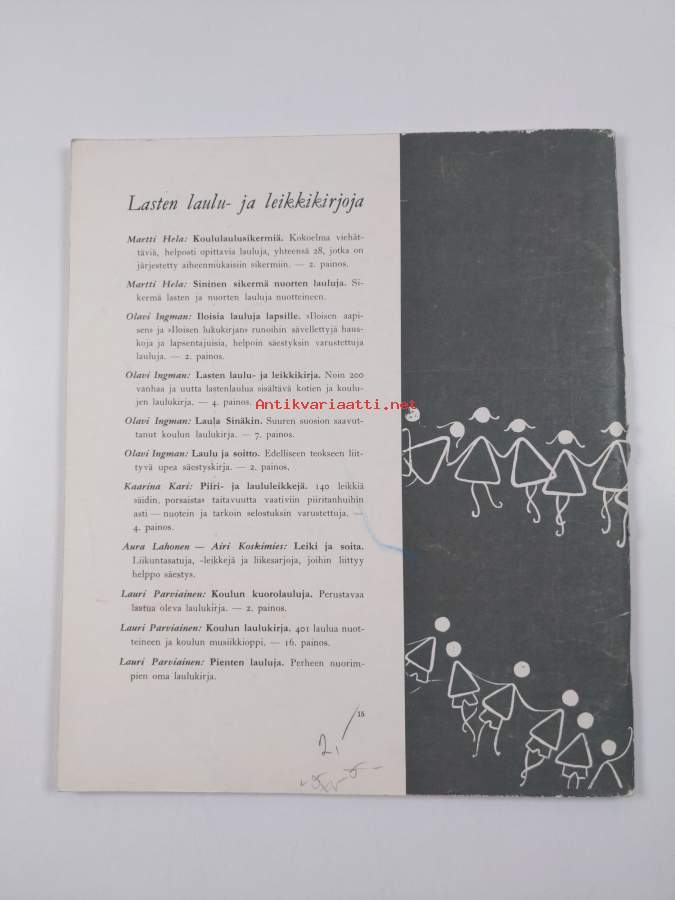 Lasten laulu- ja leikkikirjoja
Martti Hela: Koululaulusikermiä. Kokoelma viehät-
täviä, helposti opittavia lauluja, yhteensä 28, jotka on
järjestetty aiheenmukaisiin sikermiin. — 2. painos.
Martti Hela: Sininen sikermä nuorten lauluja. Si-
kermä lasten ja nuorten lauluja nuotteineen.
Olavi Ingman: Iloisia lauluja lapsille. »Iloisen aapi-
sen» ja »Iloisen lukukirjan» runoihin sävellettyjä haus-
koja ja lapsentajuisia, helpoin säestyksin varustettuja
lauluja. — 2. painos.
Olavi Ingman: Lasten laulu- ja leikkikirja. Noin 200
vanhaa ja uutta lastenlaulua sisältävä kotien ja koulu-
jen laulukirja. — 4. painos.
Antikvariaatti.net
Olavi Ingman: Laula Sinäkin. Suuren suosion saavut-
tanut koulun laulukirja. — 7. painos.
Olavi Ingman: Laulu ja soitto. Edelliseen teokseen liit-
tyvä upea säestyskirja. — 2. painos.
Kaarina Kari: Piiri- ja laululeikkejä. 140 leikkiä
säidin, porsaista» taitavuutta vaativiin piiritanhuihin
asti — nuotein ja tarkoin selostuksin varustettuja. —
4. painos.
Aura Lahonen — Airi Koskimies: Leiki ja soita.
Liikuntasatuja, -leikkejä ja liikesarjoja, joihin liittyy
helppo säestys.
Lauri Parviainen: Koulun kuorolauluja. Perustavaa
lastua oleva laulukirja. — 2. painos.
Lauri Parviainen: Koulun laulukirja. 401 laulua nuot-
teineen ja koulun musiikkioppi. — 16. painos.
Lauri Parviainen: Pienten lauluja. Perheen nuorim-
pien oma laulukirja.
15
2,